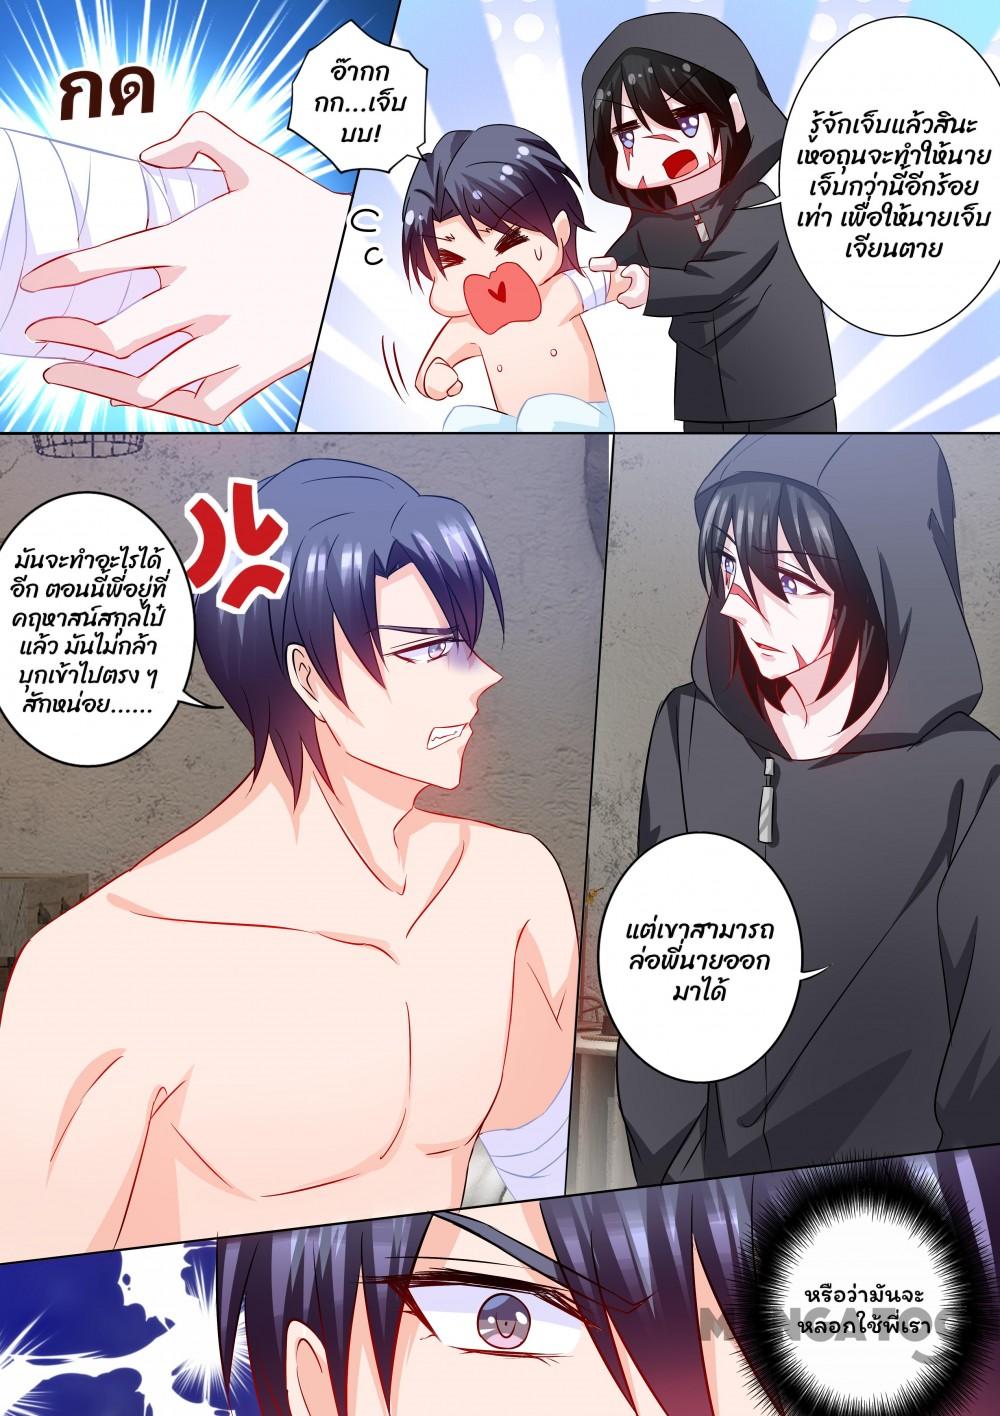 กด
อ๊ากก
กก...เจ็บ
บบ!
รู้จักเจ็บแล้วสินะ
เหอถุนจะทำให้นาย
เจ็บกว่านี้อีกร้อย
เท่า เพื่อให้นายเจ็บ
เจียนตาย
มันจะทำอะไรได้
อีก ตอนนี้พี่อยู่ที่
คฤหาสน์สกุลไป๋
แล้ว มันไม่กล้า
บุกเข้าไปตรง ๆ
สักหน่อย......
แต่เขาสามารถ
ล่อพี่นายออก
มาได้
หรือว่ามันจะ
หลอกใช้พี่เรา